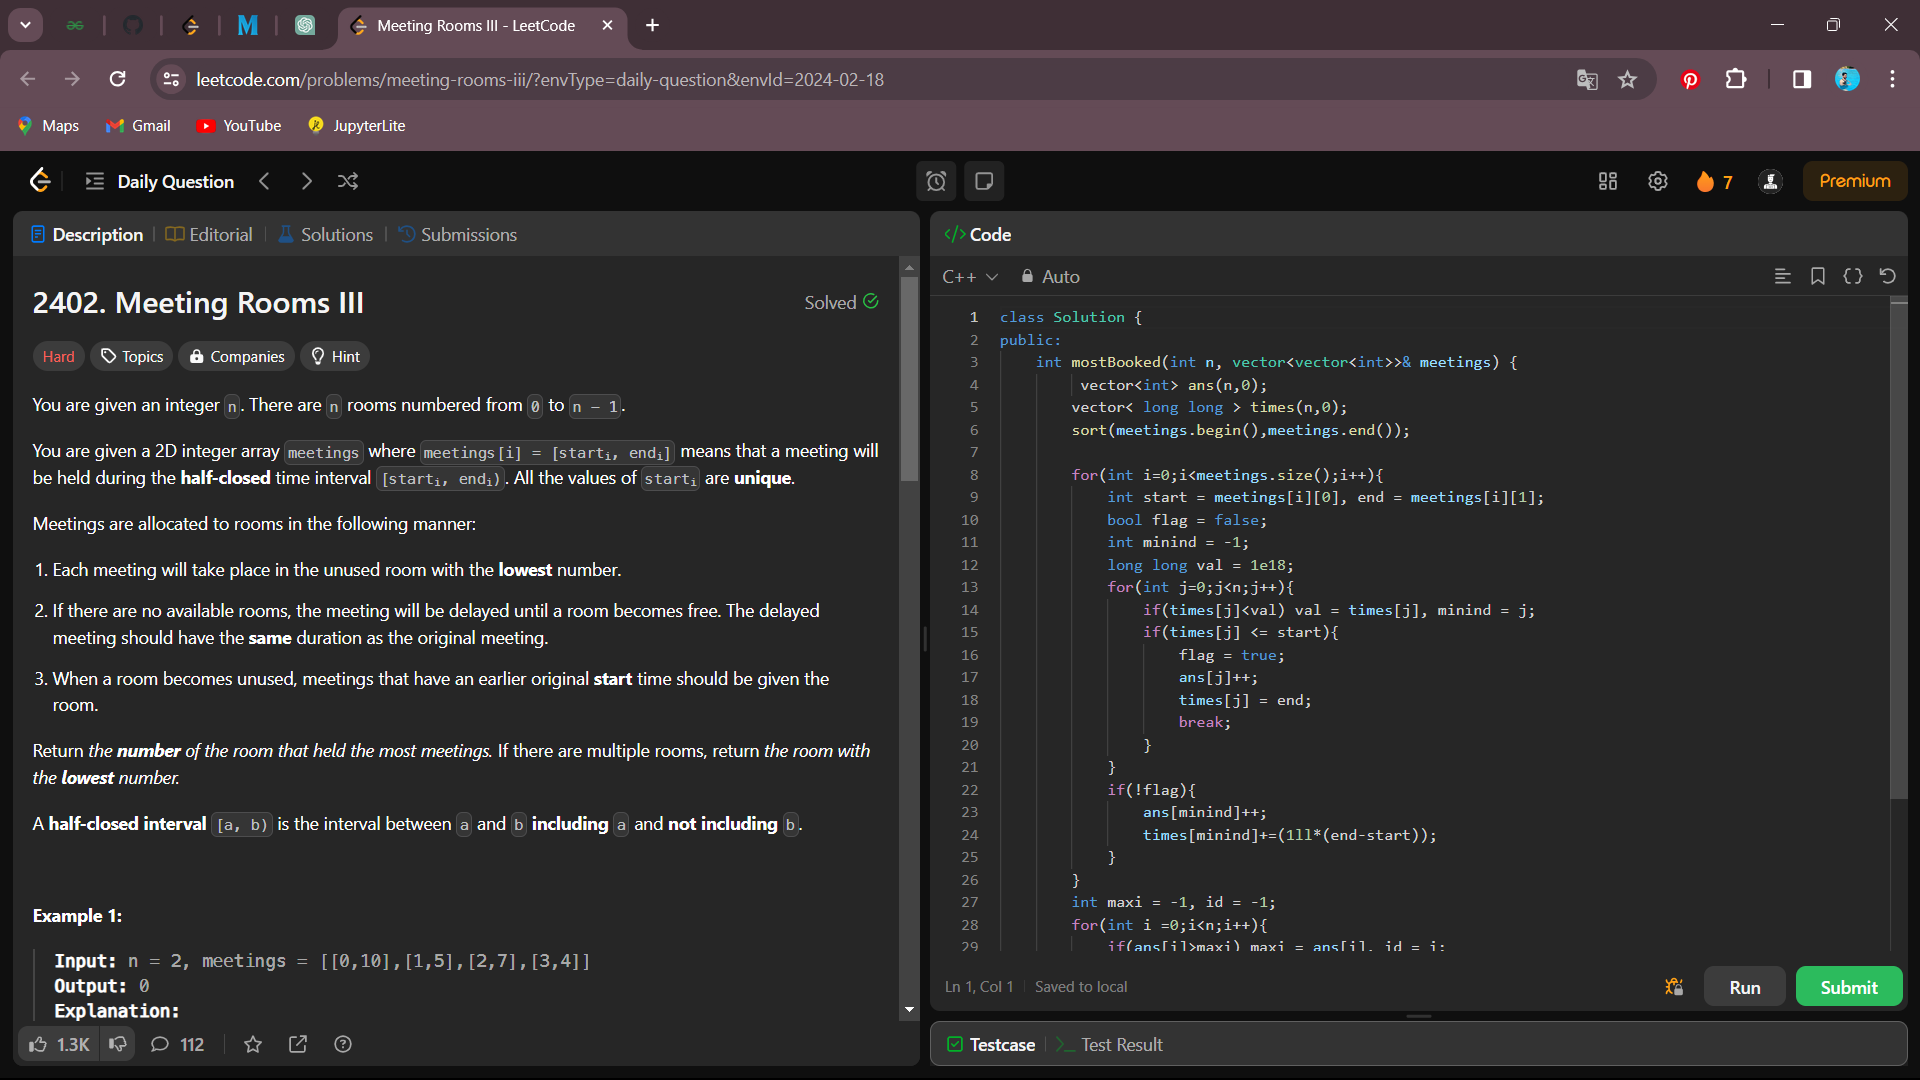 Meeting Rooms III - LeetCode
leetcode.com/problems/meeting-rooms-iii/?envType=daily-question&envId=2024-02-18
Maps Gmail YouTube JupyterLite
Daily Question
7
Premium
Description Editorial Solutions Submissions
2402. Meeting Rooms III
Solved
Hard Topics Companies Hint
You are given an integer n. There are n rooms numbered from 0 to n - 1.
You are given a 2D integer array meetings where meetings[i] = [starti, endi] means that a meeting will
be held during the half-closed time interval [starti, endi). All the values of starti are unique.
Meetings are allocated to rooms in the following manner:
1. Each meeting will take place in the unused room with the lowest number.
2. If there are no available rooms, the meeting will be delayed until a room becomes free. The delayed
meeting should have the same duration as the original meeting.
3. When a room becomes unused, meetings that have an earlier original start time should be given the
room.
Return the number of the room that held the most meetings. If there are multiple rooms, return the room with
the lowest number.
A half-closed interval [a, b) is the interval between a and b including a and not including b.
Example 1:
Input: n = 2, meetings = [[0,10],[1,5],[2,7],[3,4]]
Output: 0
Explanation:
1.3K 112
</> Code
C++ Auto
1 class Solution {
2 public:
3 int mostBooked(int n, vector<vector<int>>& meetings) {
4 vector<int> ans(n,0);
5 vector< long long > times(n,0);
6 sort(meetings.begin(),meetings.end());
7
8 for(int i=0;i<meetings.size();i++){
9 int start = meetings[i][0], end = meetings[i][1];
10 bool flag = false;
11 int minind = -1;
12 long long val = 1e18;
13 for(int j=0;j<n;j++){
14 if(times[j]<val) val = times[j], minind = j;
15 if(times[j] <= start){
16 flag = true;
17 ans[j]++;
18 times[j] = end;
19 break;
20 }
21 }
22 if(!flag){
23 ans[minind]++;
24 times[minind]+=(1ll*(end-start));
25 }
26 }
27 int maxi = -1, id = -1;
28 for(int i =0;i<n;i++){
29 if(ans[i]>maxi) maxi = ans[i], id = i;
Ln 1, Col 1 Saved to local
Run Submit
Testcase Test Result